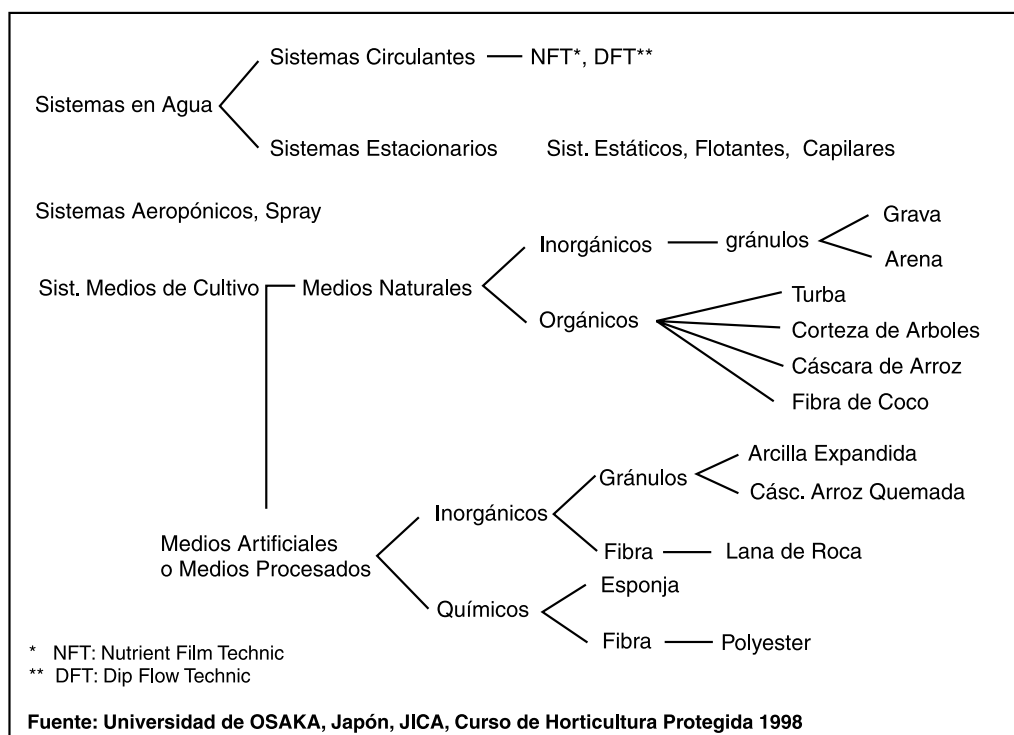 Sistemas Circulantes — NFT*, DFT**
Sistemas en Agua
Sistemas Estacionarios Sist. Estáticos, Flotantes, Capilares
Sistemas Aeropónicos, Spray
Grava
Inorgánicos — gránulos
Arena
Sist. Medios de Cultivo — Medios Naturales
Turba
Orgánicos
Corteza de Arboles
Cáscara de Arroz
Fibra de Coco
Arcilla Expandida
Gránulos
Cásc. Arroz Quemada
Inorgánicos
Medios Artificiales
o Medios Procesados
Fibra — Lana de Roca
Esponja
Químicos
Fibra — Polyester
* NFT: Nutrient Film Technic
** DFT: Dip Flow Technic
Fuente: Universidad de OSAKA, Japón, JICA, Curso de Horticultura Protegida 1998